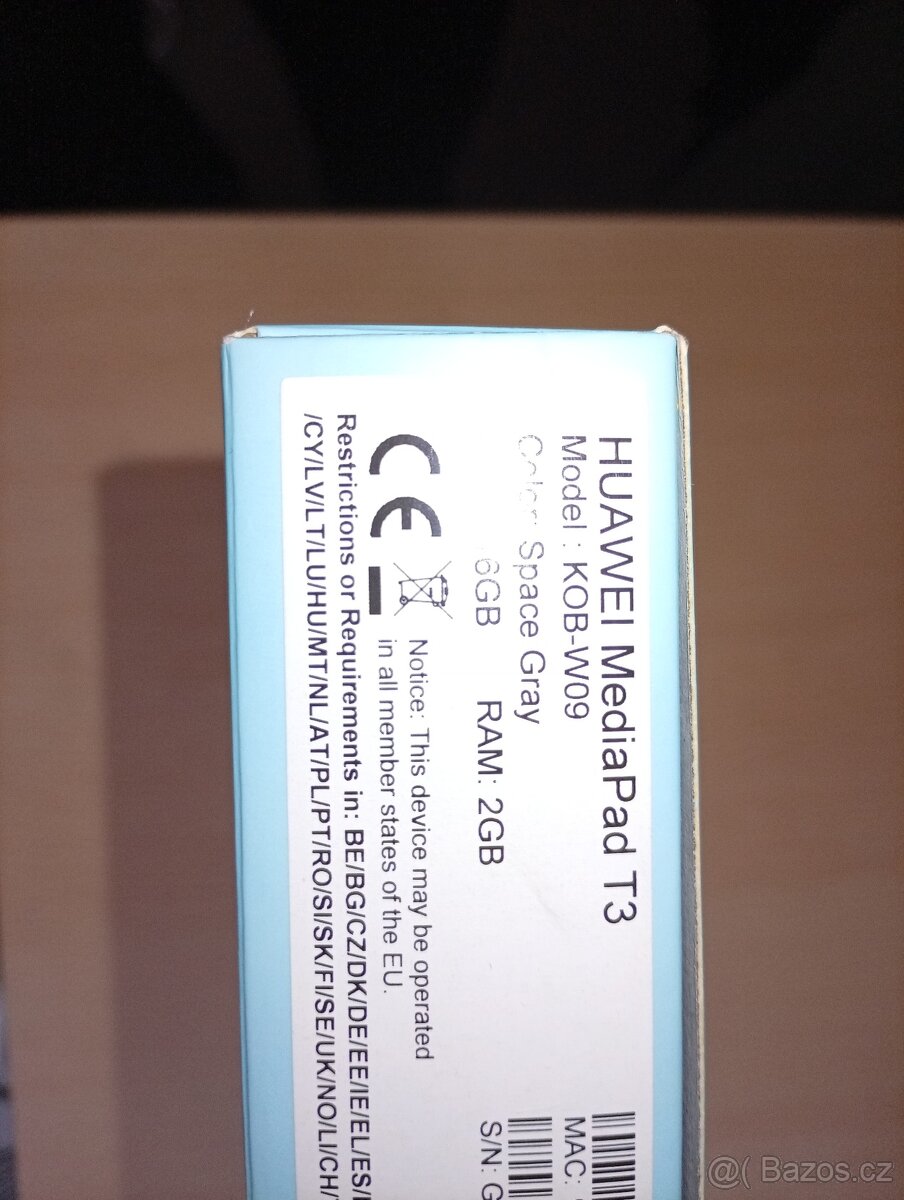 HUAWEI MediaPad T3
Model : KOB-W09
Color: Space Gray
6GB RAM: 2GB
CE
Notice: This device may be operated
in all member states of the EU.
Restrictions or Requirements in: BE/BG/CZ/DK/DE/EE/IE/EL/ES/
/CY/LV/LT/LU/HU/MT/NL/AT/PL/PT/RO/SI/SK/FI/SE/UK/NO/LI/CH/
MAC:
S/N: G
@( Bazos.cz